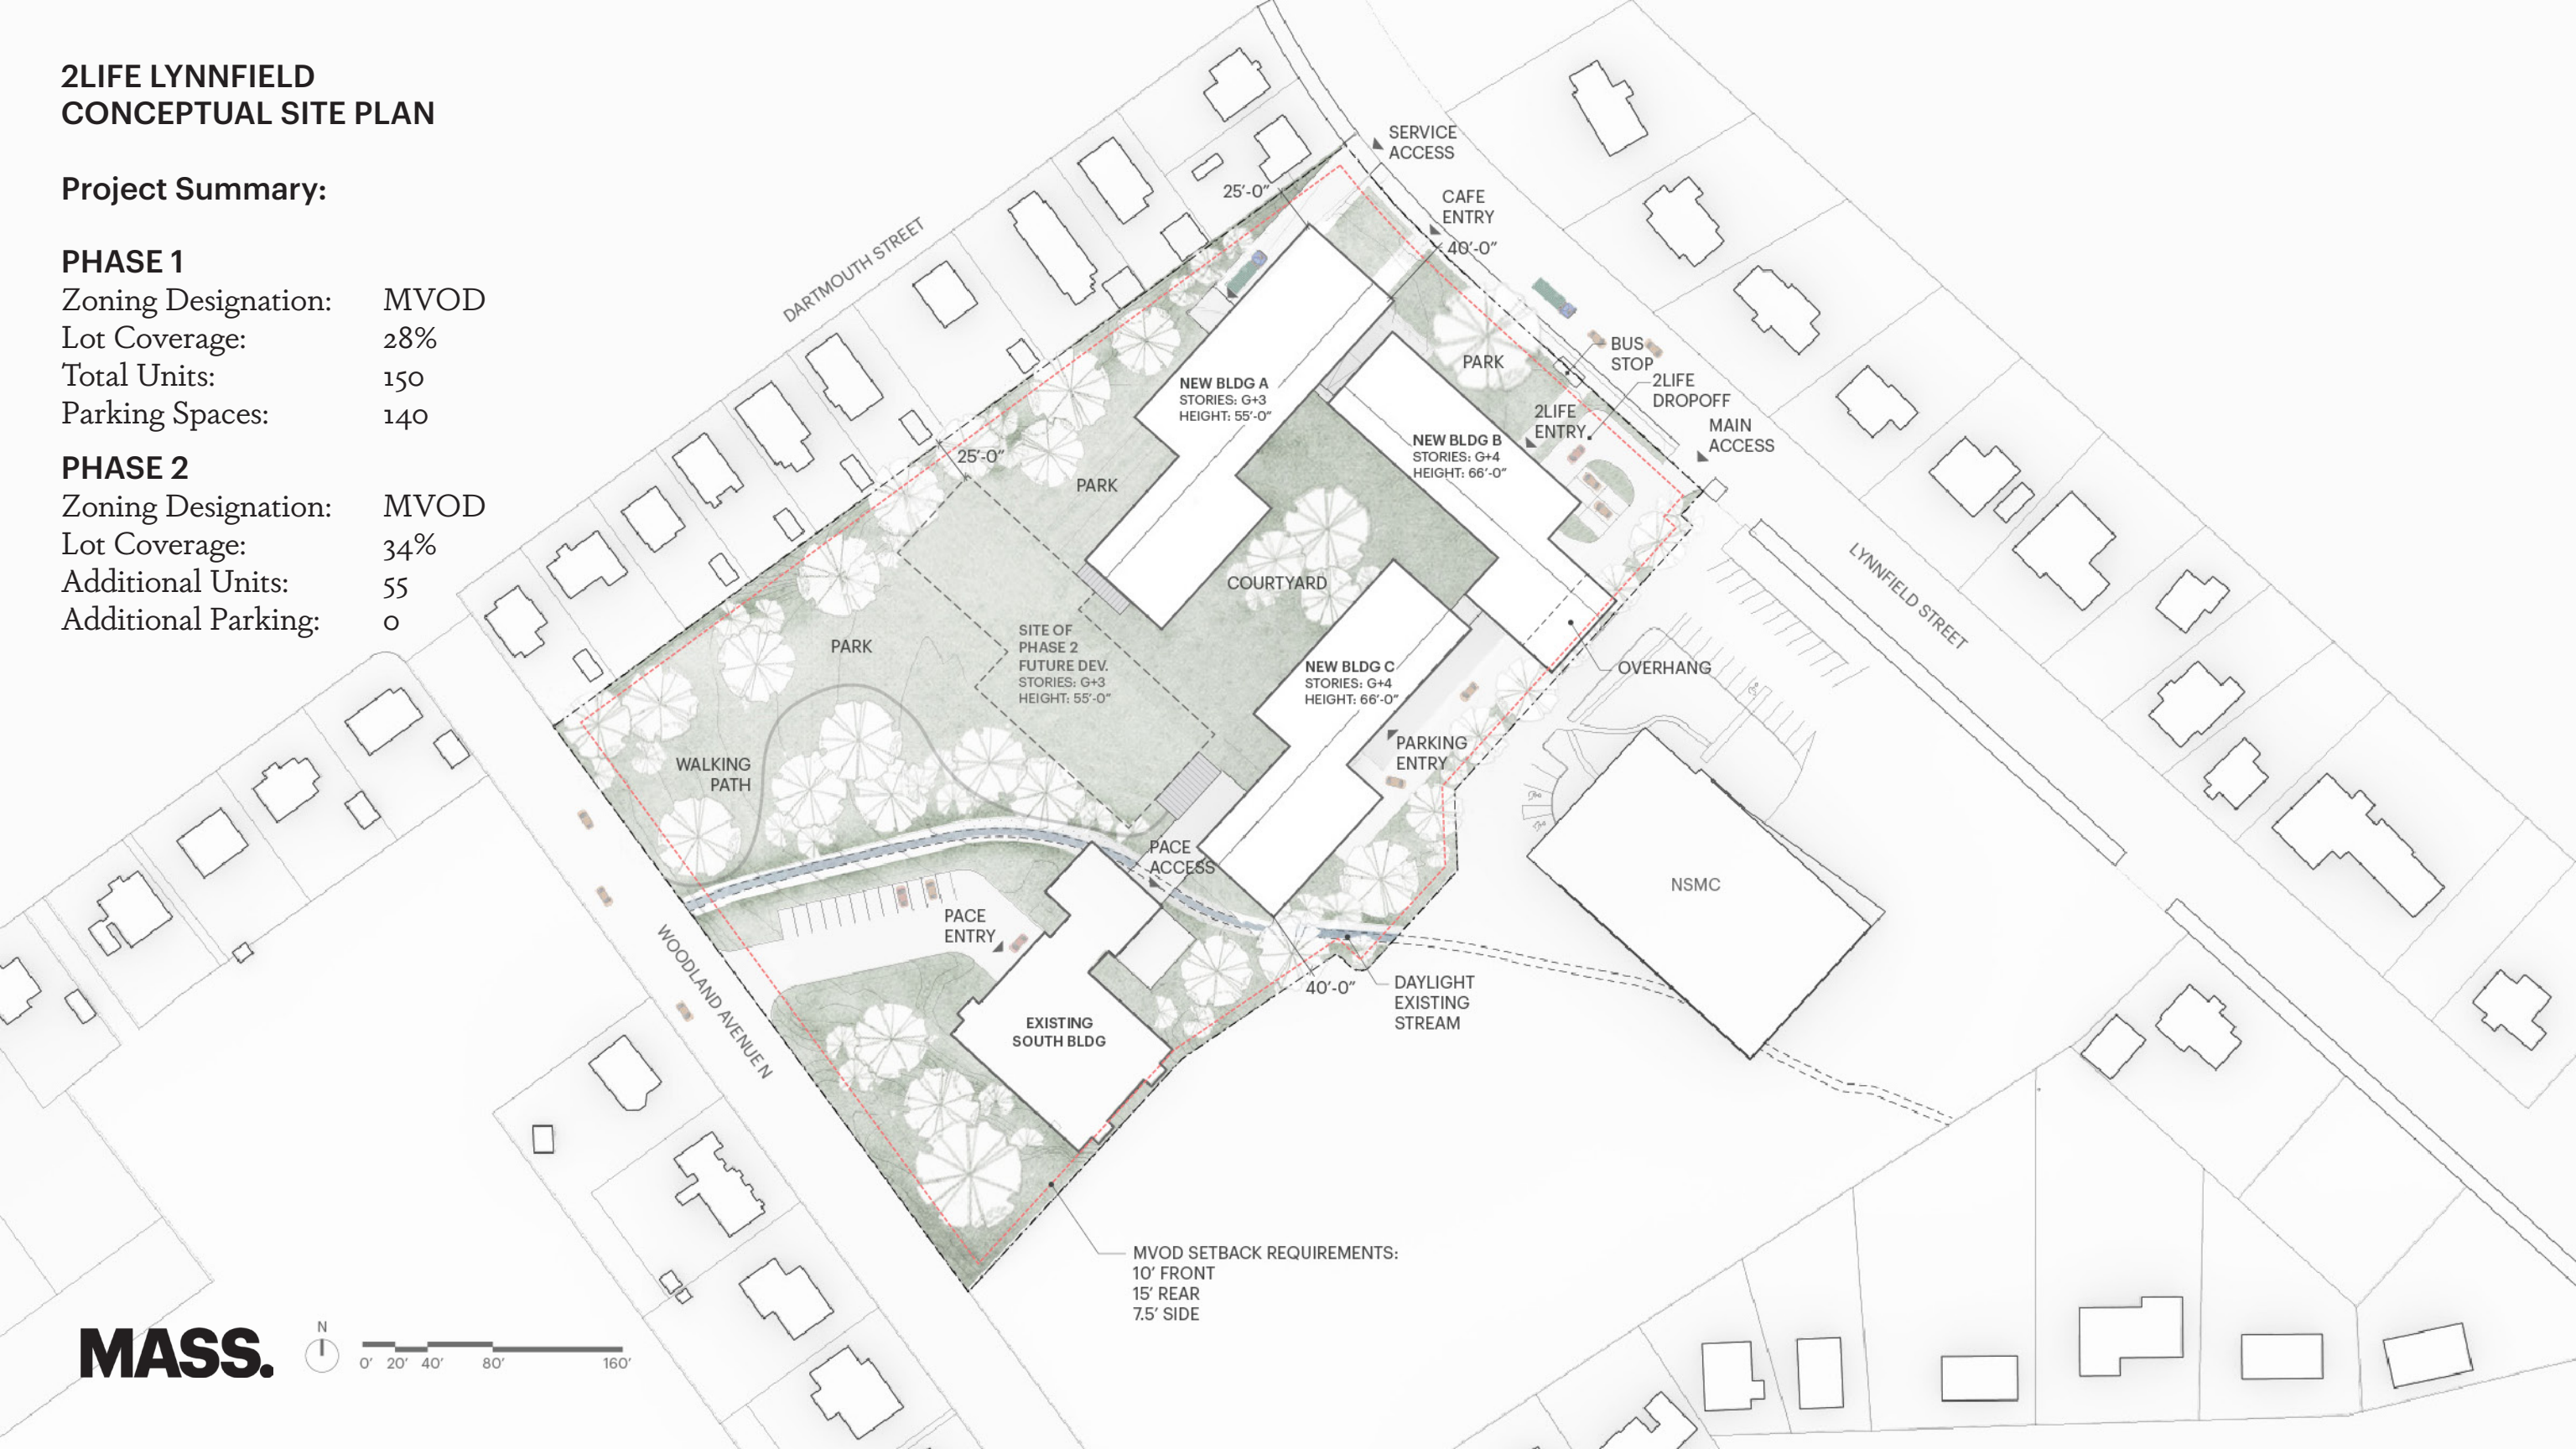 2LIFE LYNNFIELD
CONCEPTUAL SITE PLAN
Project Summary:
PHASE 1
Zoning Designation: MVOD
Lot Coverage: 28%
Total Units: 150
Parking Spaces: 140
PHASE 2
Zoning Designation: MVOD
Lot Coverage: 34%
Additional Units: 55
Additional Parking: 0
SERVICE
ACCESS
25'-0"
CAFE
ENTRY
40'-0"
DARTMOUTH STREET
BUS
STOP
PARK
2LIFE
DROPOFF
NEW BLDG A
STORIES: G+3
HEIGHT: 55'-0"
2LIFE
ENTRY
MAIN
ACCESS
NEW BLDG B
STORIES: G+4
HEIGHT: 66'-0"
25'-0"
PARK
COURTYARD
LYNNFIELD STREET
SITE OF
PHASE 2
FUTURE DEV.
STORIES: G+3
HEIGHT: 55'-0"
PARK
NEW BLDG C
STORIES: G+4
HEIGHT: 66'-0"
OVERHANG
WALKING
PATH
PARKING
ENTRY
PACE
ACCESS
NSMC
PACE
ENTRY
WOODLAND AVENUE N
40'-0"
DAYLIGHT
EXISTING
STREAM
EXISTING
SOUTH BLDG
MVOD SETBACK REQUIREMENTS:
10' FRONT
15' REAR
7.5' SIDE
MASS.
N
0' 20' 40' 80' 160'